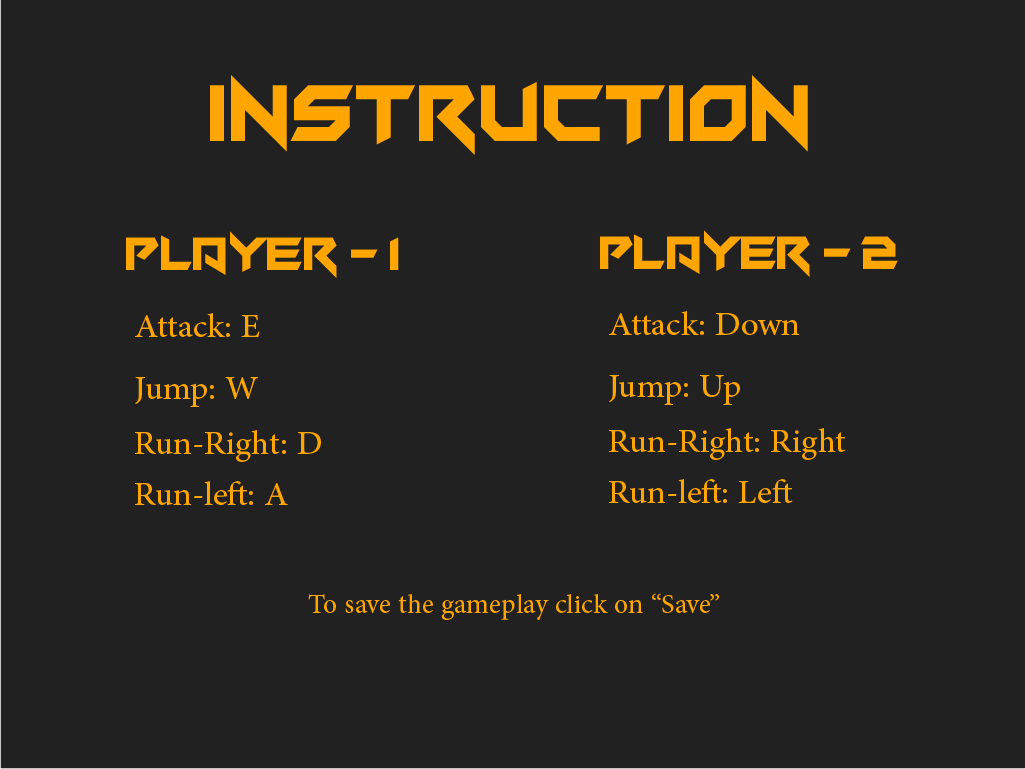 INSTRUCTION
PLAYER - 1
Attack: E
Jump: W
Run-Right: D
Run-left: A
PLAYER - 2
Attack: Down
Jump: Up
Run-Right: Right
Run-left: Left
To save the gameplay click on “Save”